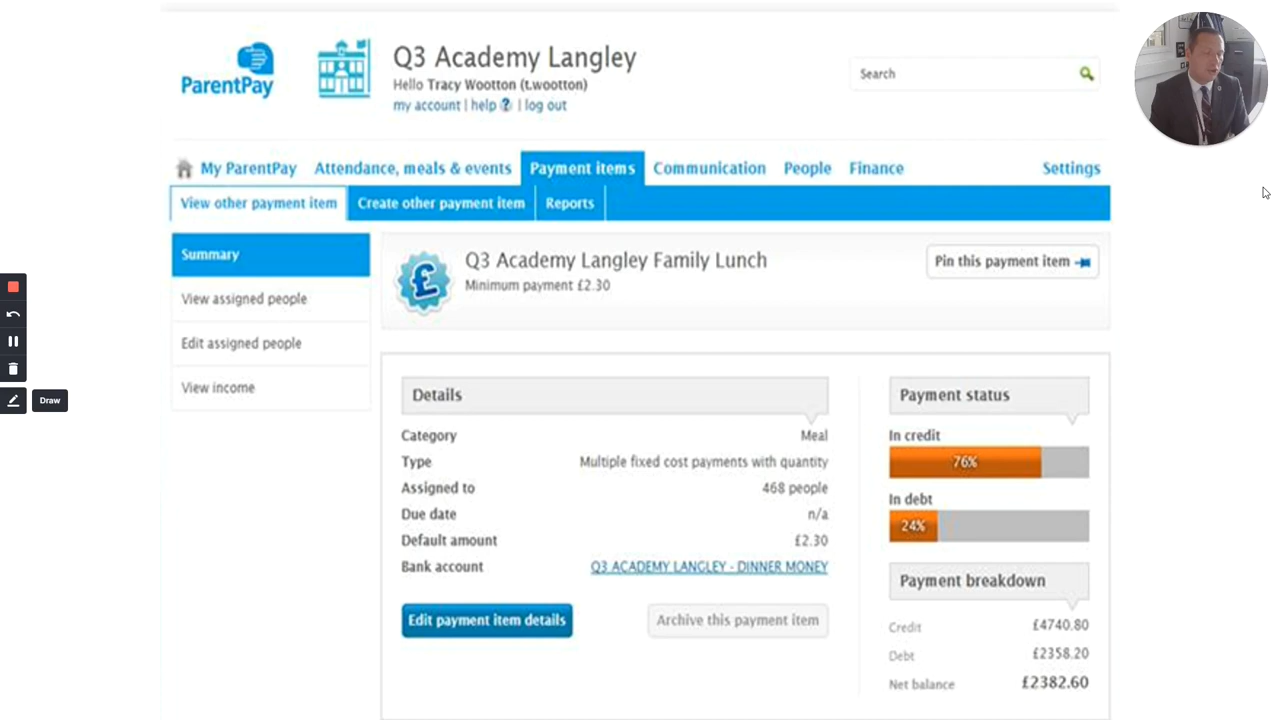 ParentPay
Q3 Academy Langley
Hello Tracy Wootton (t.wootton)
my account | help ? | log out
Search
My ParentPay
Attendance, meals & events
Payment items
Communication
People
Finance
Settings
View other payment item
Create other payment item
Reports
Summary
View assigned people
Edit assigned people
View income
£
Q3 Academy Langley Family Lunch
Minimum payment £2.30
Pin this payment item
Draw
Details
Category Meal
Type Multiple fixed cost payments with quantity
Assigned to 468 people
Due date n/a
Default amount £2.30
Bank account Q3 ACADEMY LANGLEY - DINNER MONEY
Edit payment item details
Archive this payment item
Payment status
In credit
76%
In debt
24%
Payment breakdown
Credit £4740.80
Debt £2358.20
Net balance £2382.60